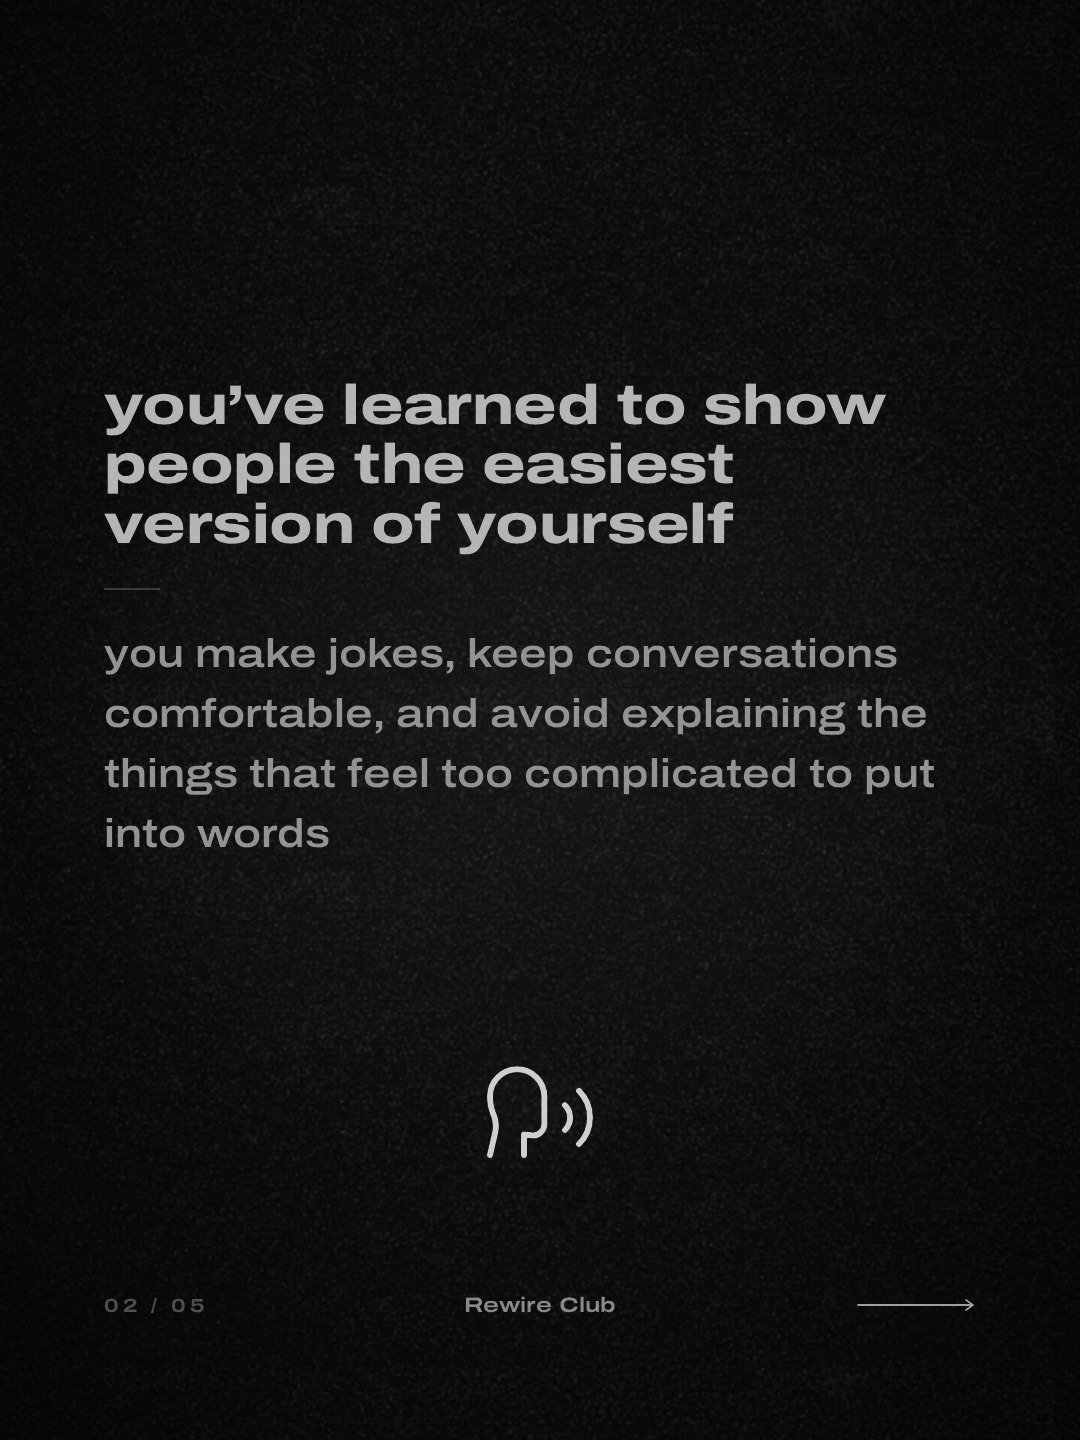 you’ve learned to show
people the easiest
version of yourself
you make jokes, keep conversations
comfortable, and avoid explaining the
things that feel too complicated to put
into words
02 / 05
Rewire Club